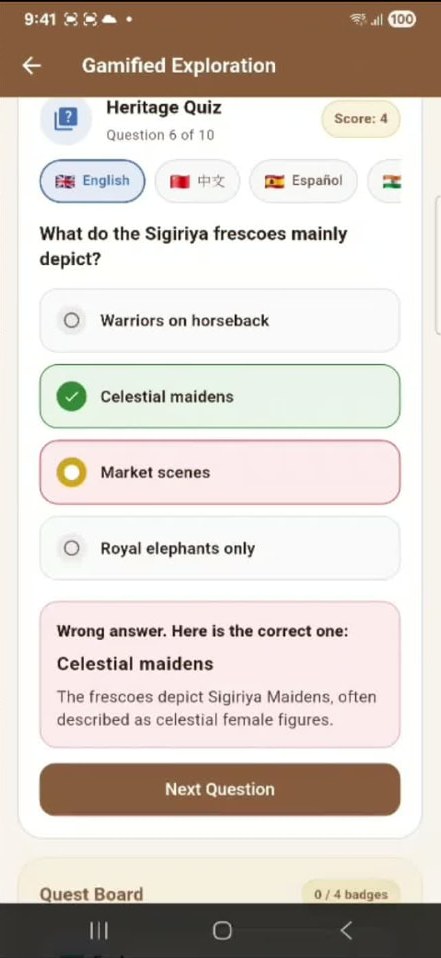 9:41
100
Gamified Exploration
Heritage Quiz
Question 6 of 10
Score: 4
English
中文
Español
What do the Sigiriya frescoes mainly
depict?
Warriors on horseback
Celestial maidens
Market scenes
Royal elephants only
Wrong answer. Here is the correct one:
Celestial maidens
The frescoes depict Sigiriya Maidens, often
described as celestial female figures.
Next Question
Quest Board
0 / 4 badges